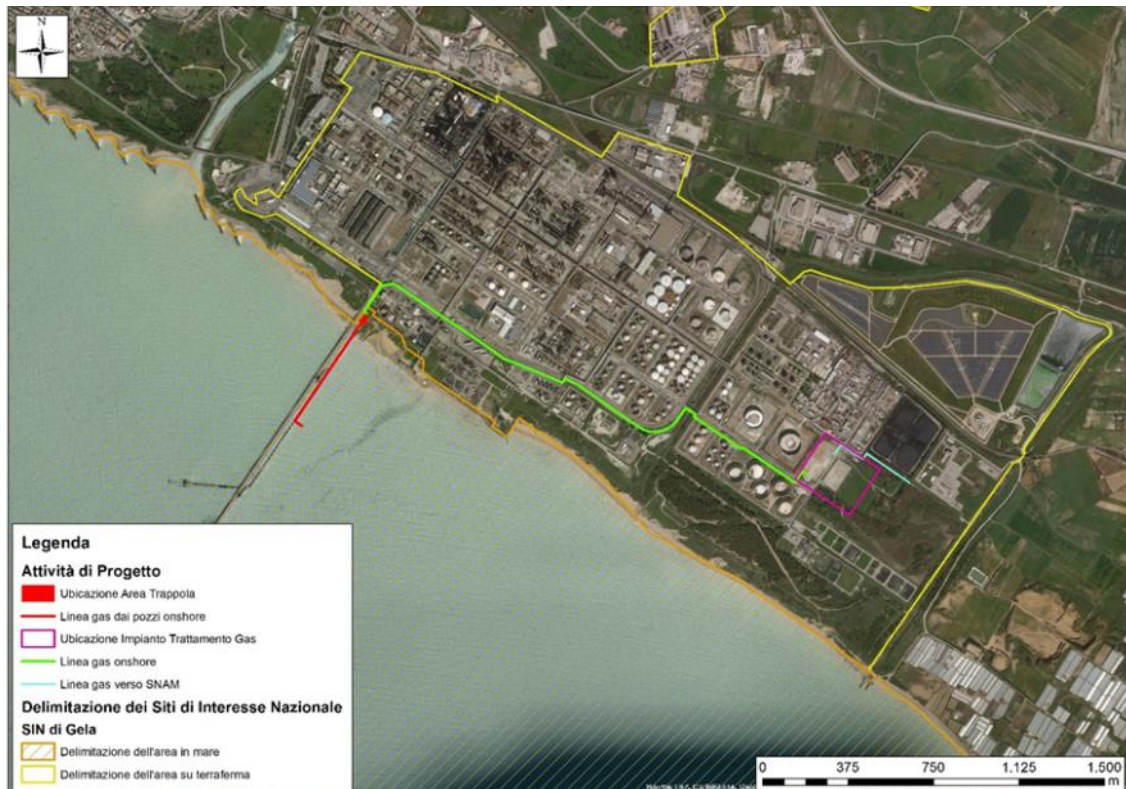 N
Legenda
Attività di Progetto
Ubicazione Area Trappola
Linea gas dai pozzi onshore
Ubicazione Impianto Trattamento Gas
Linea gas onshore
Linea gas verso SNAM
Delimitazione dei Siti di Interesse Nazionale
SIN di Gela
Delimitazione dell'area in mare
Delimitazione dell'area su terraferma
0 375 750 1.125 1.500
m